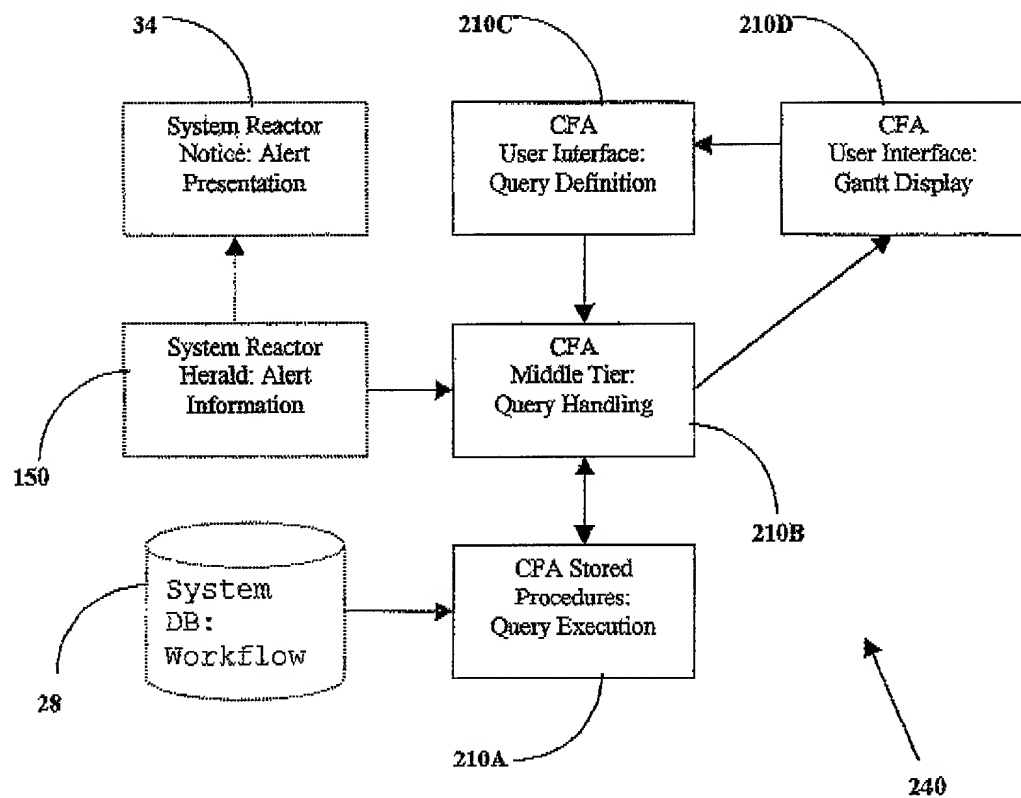 34
210C
210D
System Reactor
Notice: Alert
Presentation
CFA
User Interface:
Query Definition
CFA
User Interface:
Gantt Display
System Reactor
Herald: Alert
Information
CFA
Middle Tier:
Query Handling
150
210B
System
DB:
Workflow
CFA Stored
Procedures:
Query Execution
28
210A
240